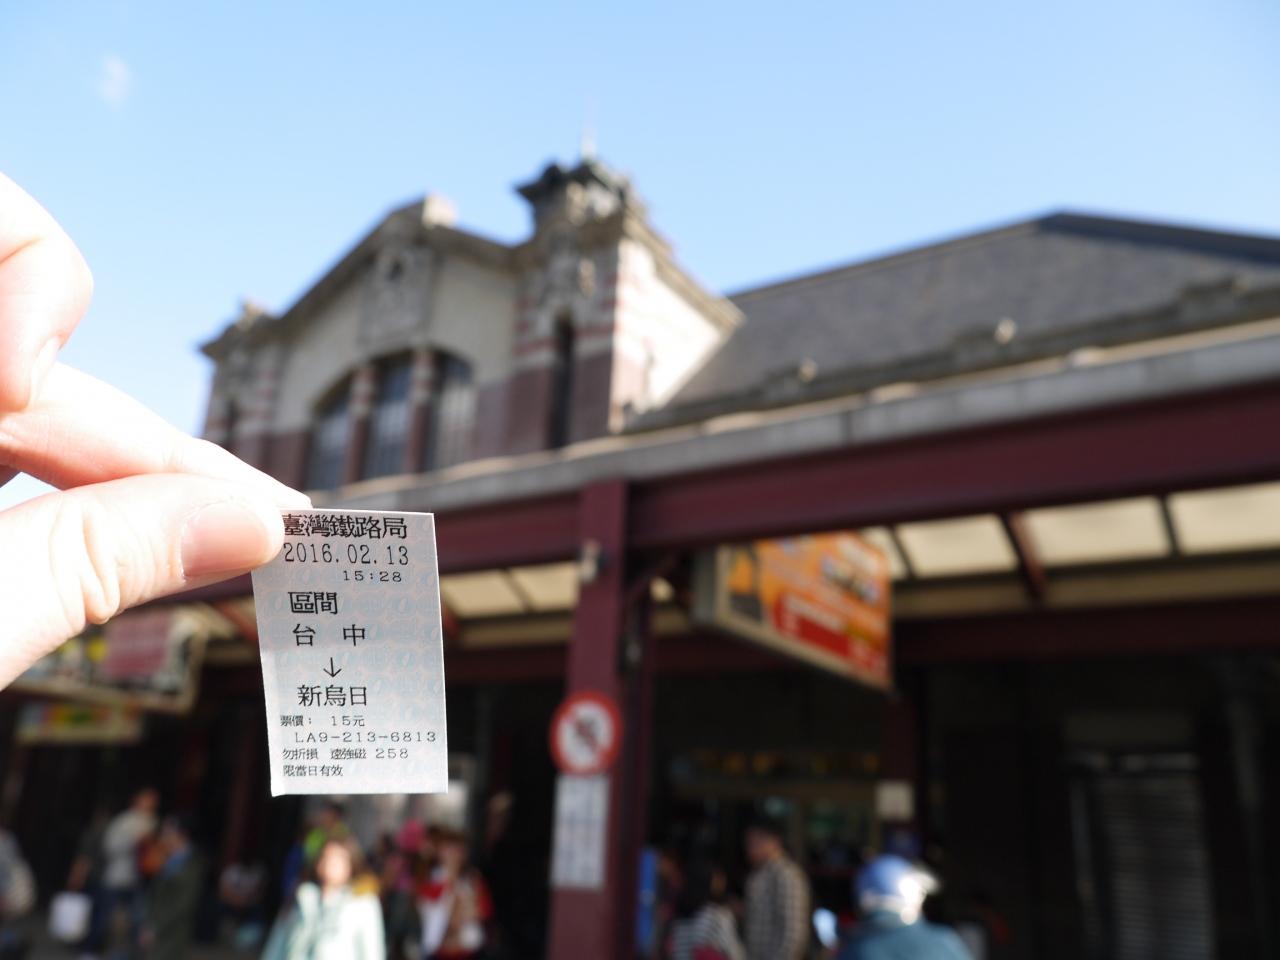 臺灣鐵路局
2016.02.13
15:28
區間
台 中
↓
新烏日
票價： 15元
LA9-213-6813
勿折損 遠強磁 258
限當日有效